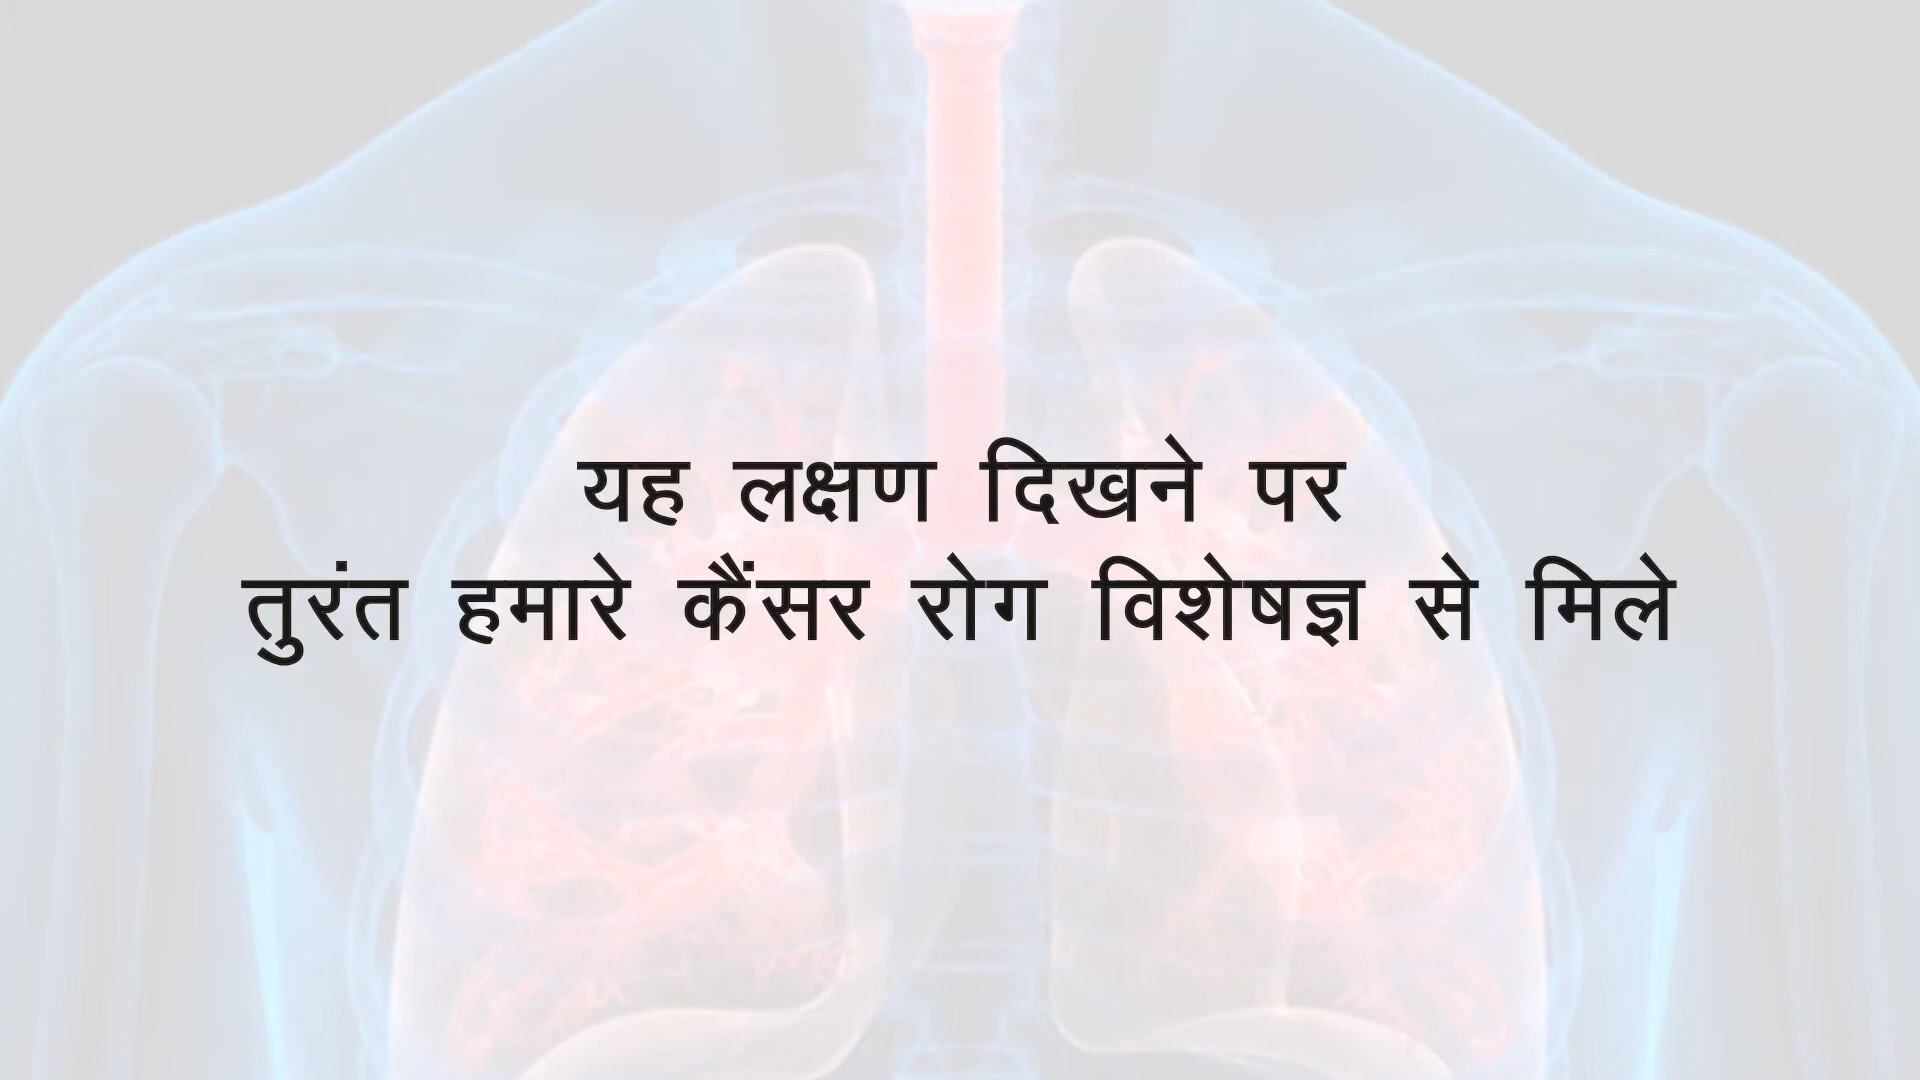 यह लक्षण दिखने पर
तुरंत हमारे कैंसर रोग विशेषज्ञ से मिले